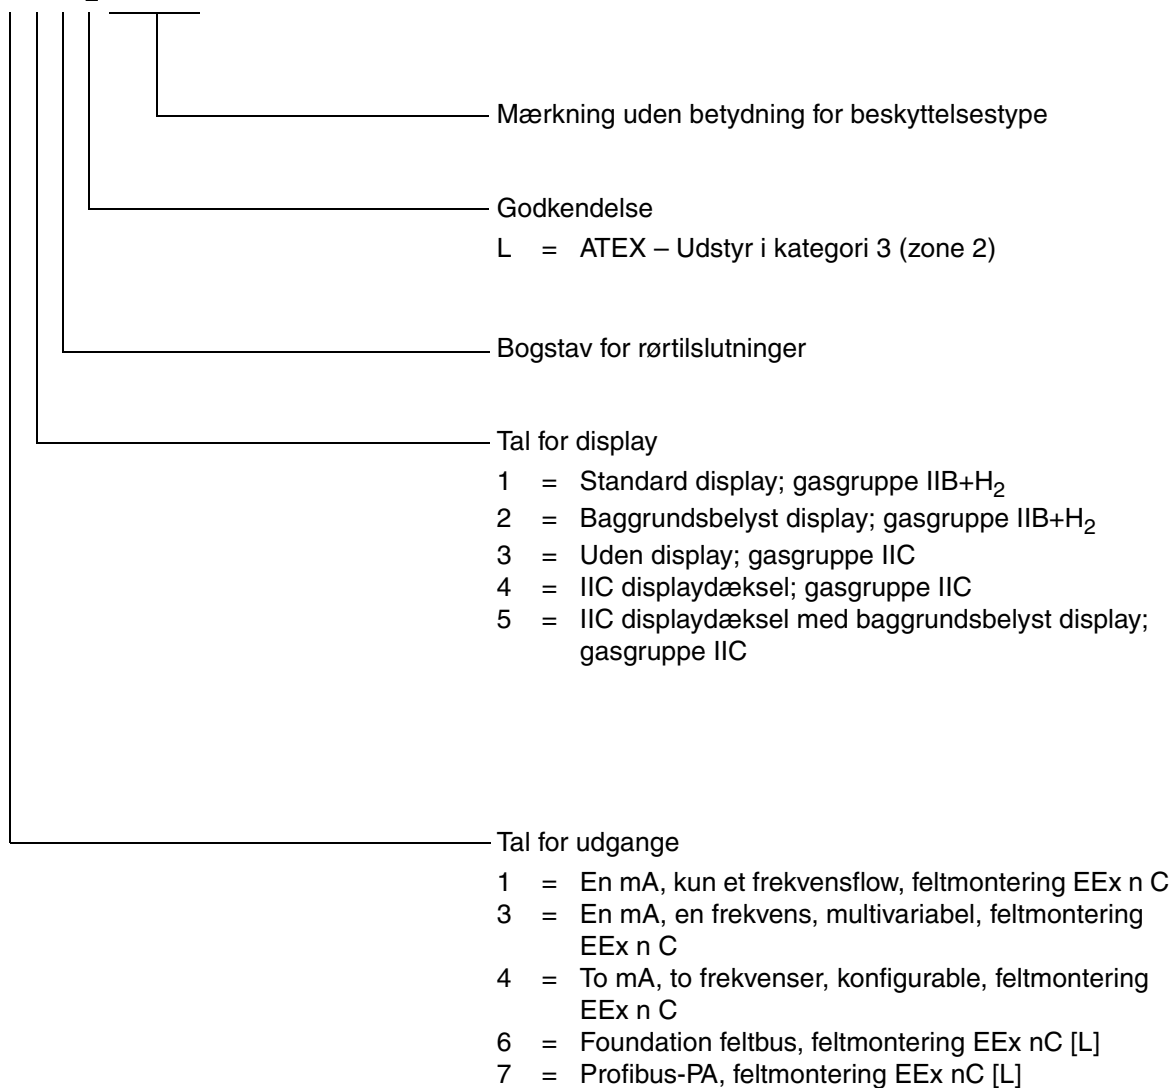 Mærkning uden betydning for beskyttelsestype
Godkendelse
L = ATEX – Udstyr i kategori 3 (zone 2)
Bogstav for rørtilslutninger
Tal for display
1 = Standard display; gasgruppe IIB+H₂
2 = Baggrundsbelyst display; gasgruppe IIB+H₂
3 = Uden display; gasgruppe IIC
4 = IIC displaydæksel; gasgruppe IIC
5 = IIC displaydæksel med baggrundsbelyst display;
gasgruppe IIC
Tal for udgange
1 = En mA, kun et frekvensflow, feltmontering EEx n C
3 = En mA, en frekvens, multivariabel, feltmontering
EEx n C
4 = To mA, to frekvenser, konfigurable, feltmontering
EEx n C
6 = Foundation feltbus, feltmontering EEx nC [L]
7 = Profibus-PA, feltmontering EEx nC [L]